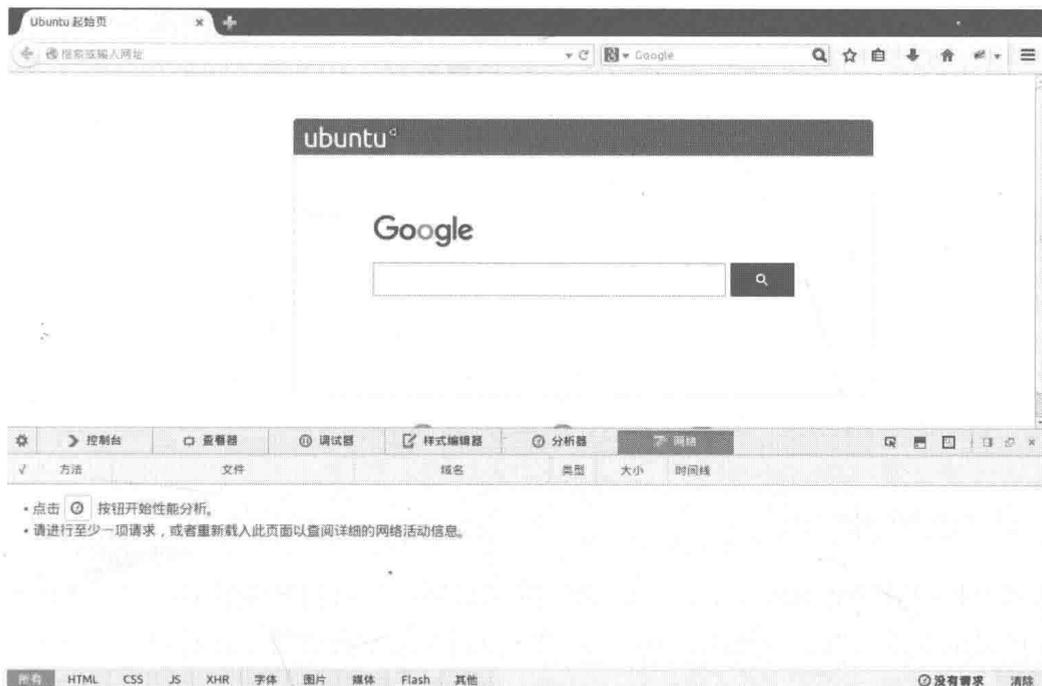 Ubuntu 起始页
搜索或输入网址
Google
ubuntu
Google
控制台 查看器 调试器 样式编辑器 分析器 网络
√ 方法 文件 域名 类型 大小 时间线
• 点击 按钮开始性能分析。
• 请进行至少一项请求，或者重新载入此页面以查阅详细的网络活动信息。
所有 HTML CSS JS XHR 字体 图片 媒体 Flash 其他 没有请求 清除